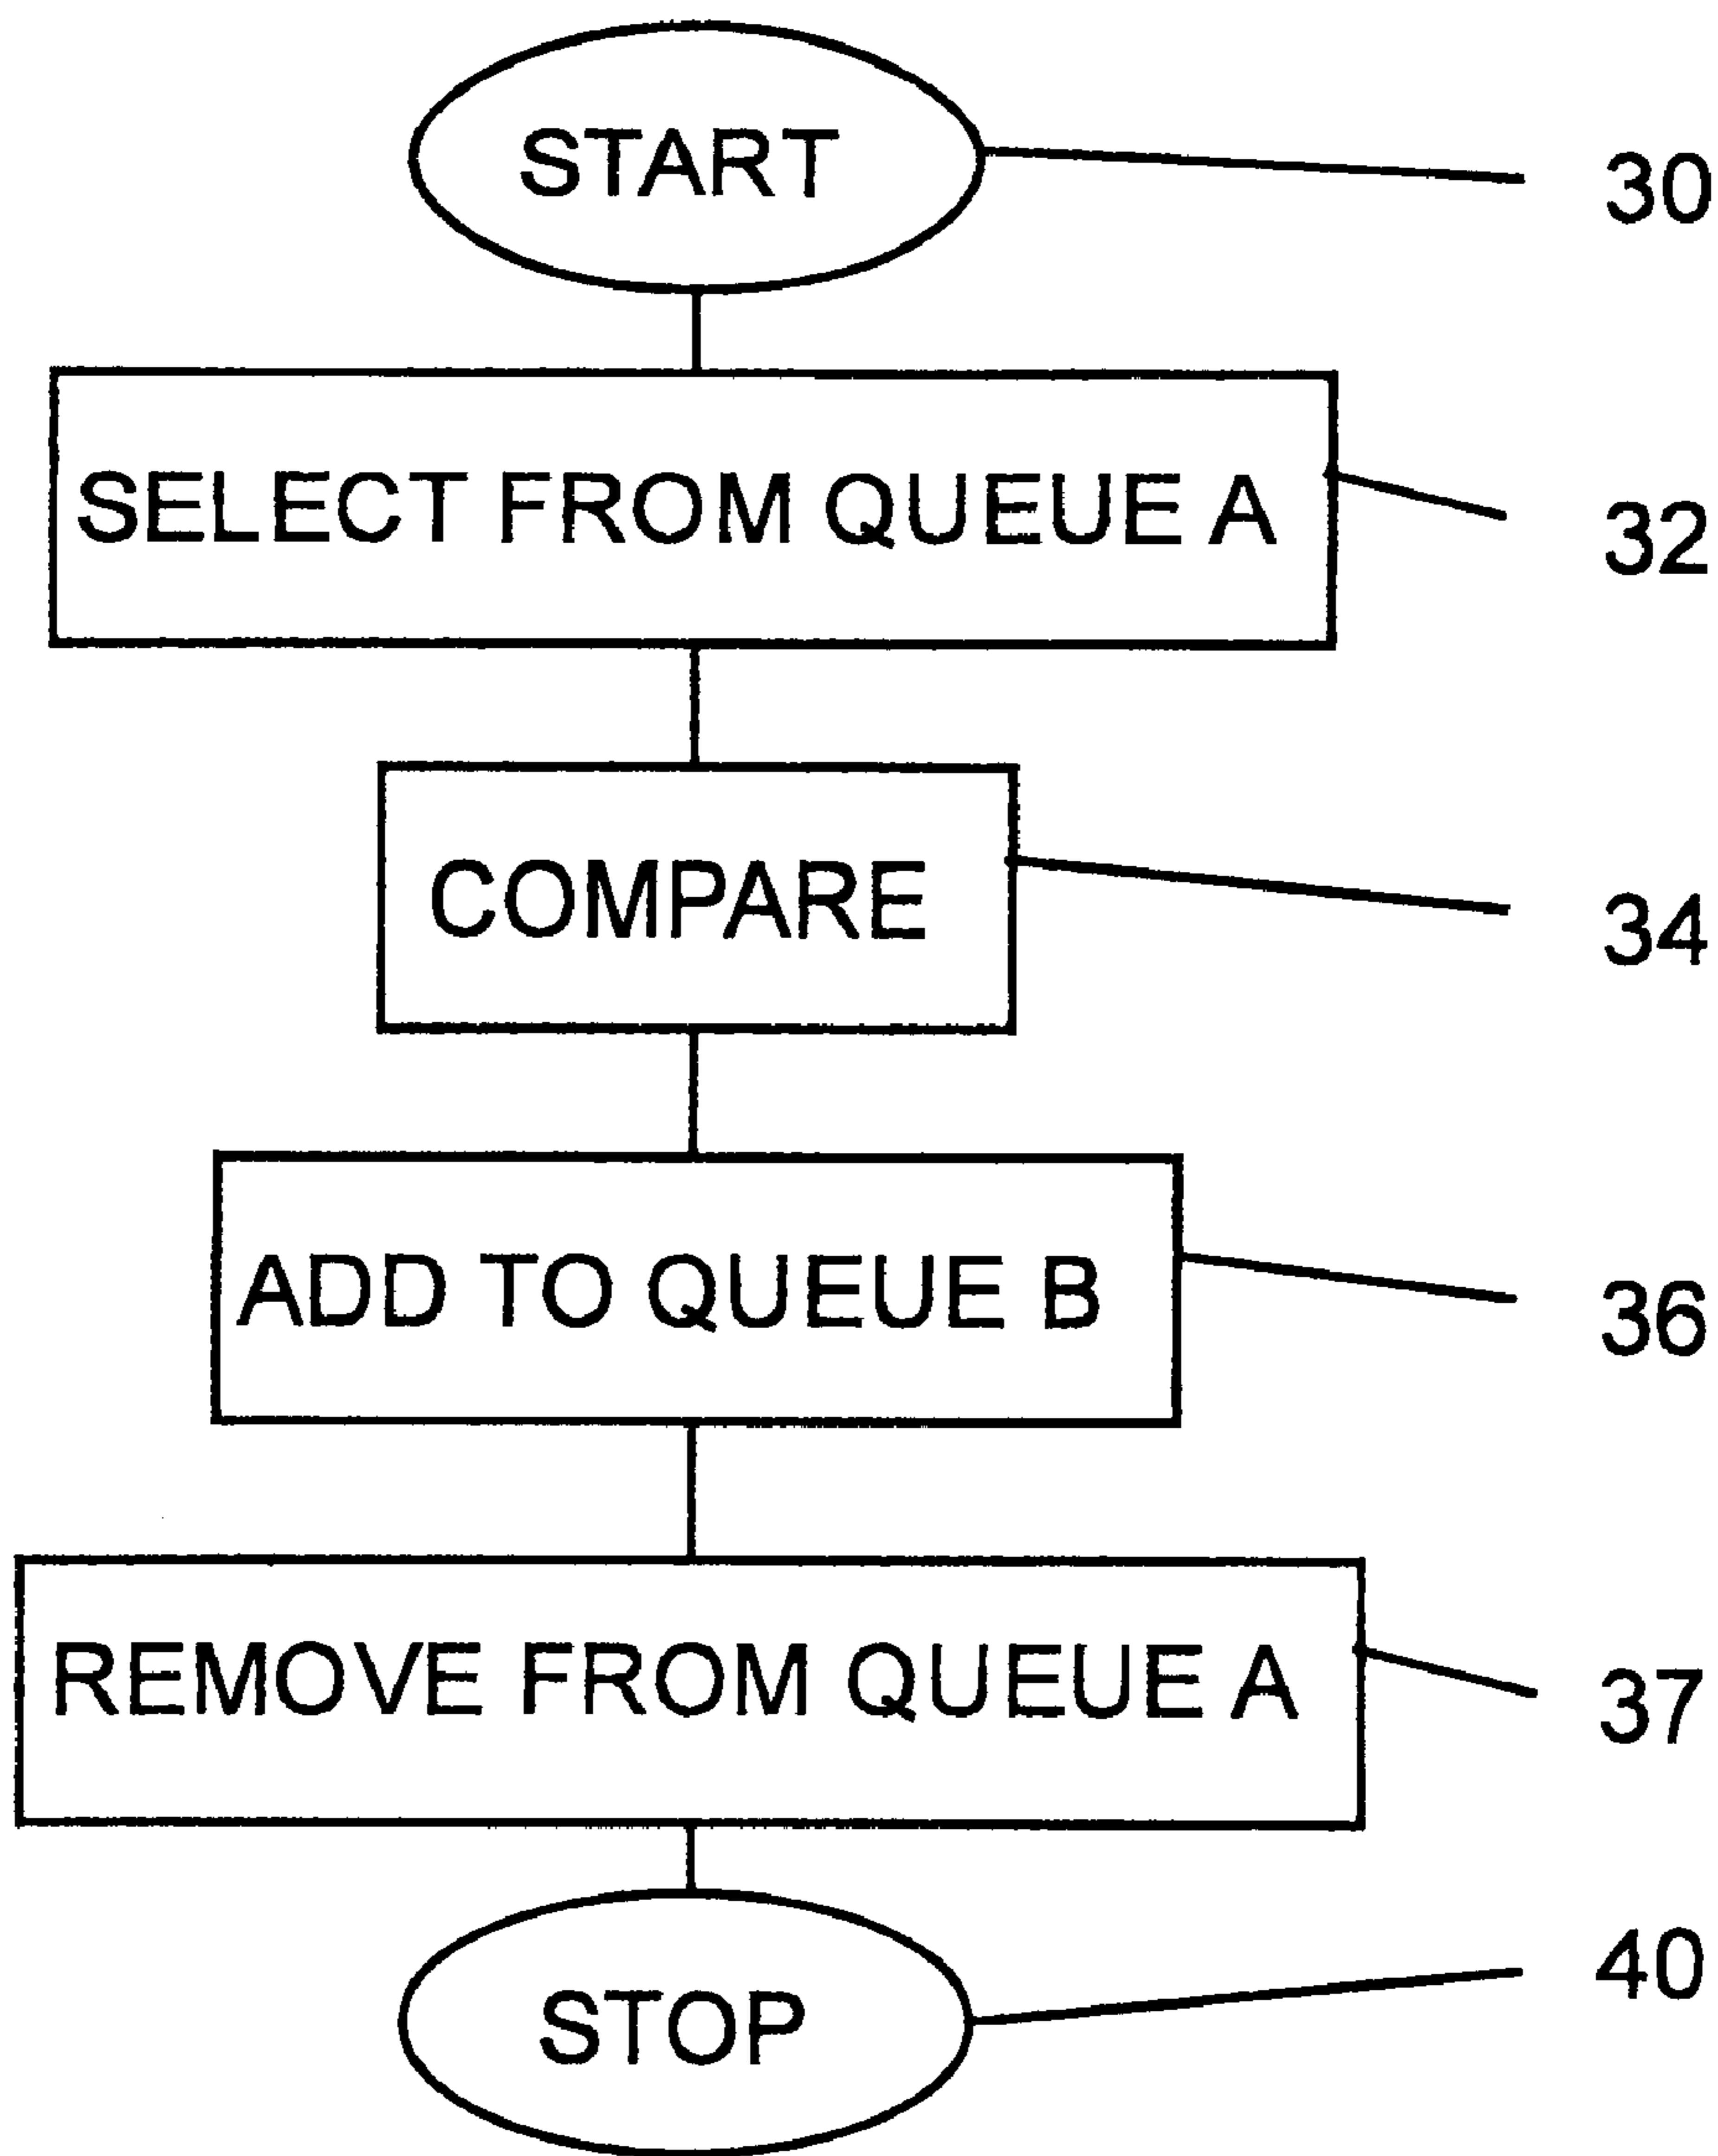 START
30
SELECT FROM QUEUE A
32
COMPARE
34
ADD TO QUEUE B
36
REMOVE FROM QUEUE A
37
STOP
40